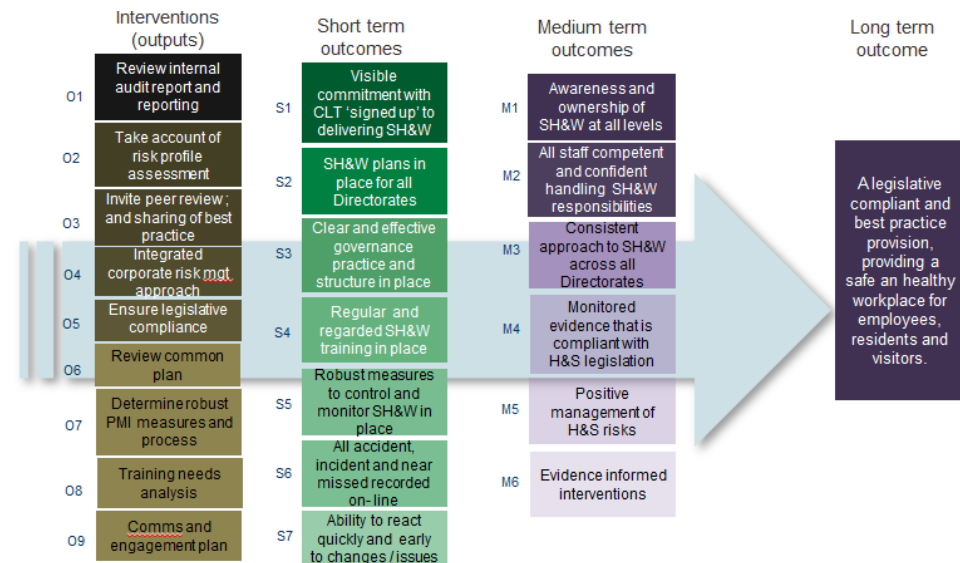 Interventions
(outputs)
O1
Review internal
audit report and
reporting
O2
Take account of
risk profile
assessment
O3
Invite peer review ;
and sharing of best
practice
O4
Integrated
corporate risk mgt
approach
O5
Ensure legislative
compliance
O6
Review common
plan
O7
Determine robust
PMI measures and
process
O8
Training needs
analysis
O9
Comms and
engagement plan
Short term
outcomes
S1
Visible
commitment with
CLT ‘signed up’ to
delivering SH&W
S2
SH&W plans in
place for all
Directorates
S3
Clear and effective
governance
practice and
structure in place
S4
Regular and
regarded SH&W
training in place
S5
Robust measures
to control and
monitor SH&W in
place
S6
All accident,
incident and near
missed recorded
on- line
S7
Ability to react
quickly and early
to changes / issues
Medium term
outcomes
M1
Awareness and
ownership of
SH&W at all levels
M2
All staff competent
and confident
handling SH&W
responsibilities
M3
Consistent
approach to SH&W
across all
Directorates
M4
Monitored
evidence that is
compliant with
H&S legislation
M5
Positive
management of
H&S risks
M6
Evidence informed
interventions
Long term
outcome
A legislative
compliant and
best practice
provision,
providing a
safe an healthy
workplace for
employees,
residents and
visitors.